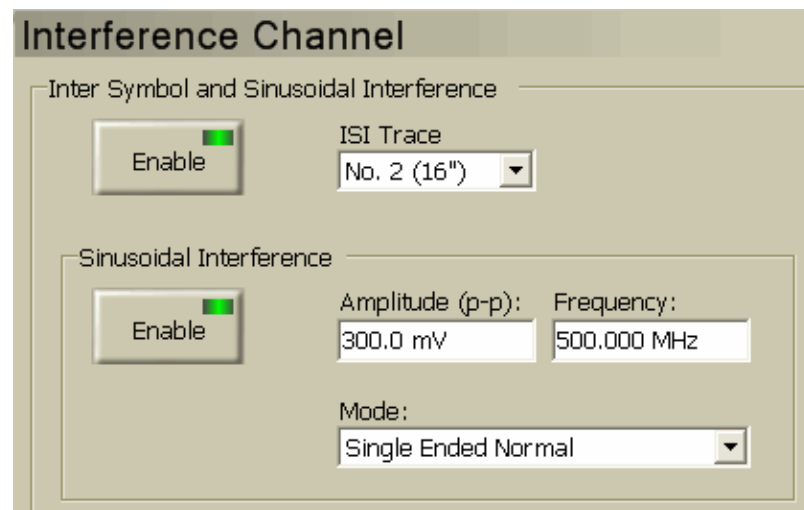 Interference Channel
Inter Symbol and Sinusoidal Interference
Enable
ISI Trace
No. 2 (16")
Sinusoidal Interference
Enable
Amplitude (p-p):
Frequency:
300.0 mV
500.000 MHz
Mode:
Single Ended Normal